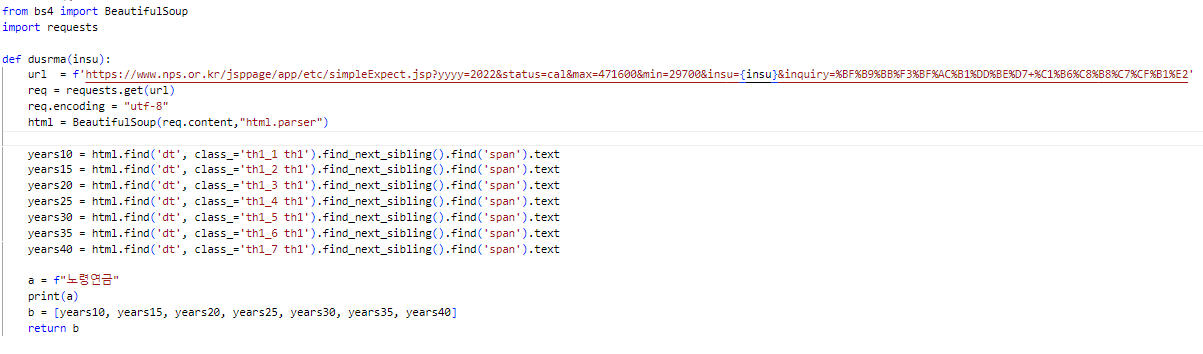 from bs4 import BeautifulSoup
import requests
def dusrma(insu):
url = f'https://www.nps.or.kr/jsppage/app/etc/simpleExpect.jsp?yyyy=2022&status=cal&max=471600&min=29700&insu={insu}&inquiry=%BF%B9%BB%F3%BF%AC%B1%DD%BE%D7+%C1%B6%C8%B8%C7%CF%B1%E2'
req = requests.get(url)
req.encoding = "utf-8"
html = BeautifulSoup(req.content,"html.parser")
years10 = html.find('dt', class_='th1_1 th1').find_next_sibling().find('span').text
years15 = html.find('dt', class_='th1_2 th1').find_next_sibling().find('span').text
years20 = html.find('dt', class_='th1_3 th1').find_next_sibling().find('span').text
years25 = html.find('dt', class_='th1_4 th1').find_next_sibling().find('span').text
years30 = html.find('dt', class_='th1_5 th1').find_next_sibling().find('span').text
years35 = html.find('dt', class_='th1_6 th1').find_next_sibling().find('span').text
years40 = html.find('dt', class_='th1_7 th1').find_next_sibling().find('span').text
a = f"노령연금"
print(a)
b = [years10, years15, years20, years25, years30, years35, years40]
return b